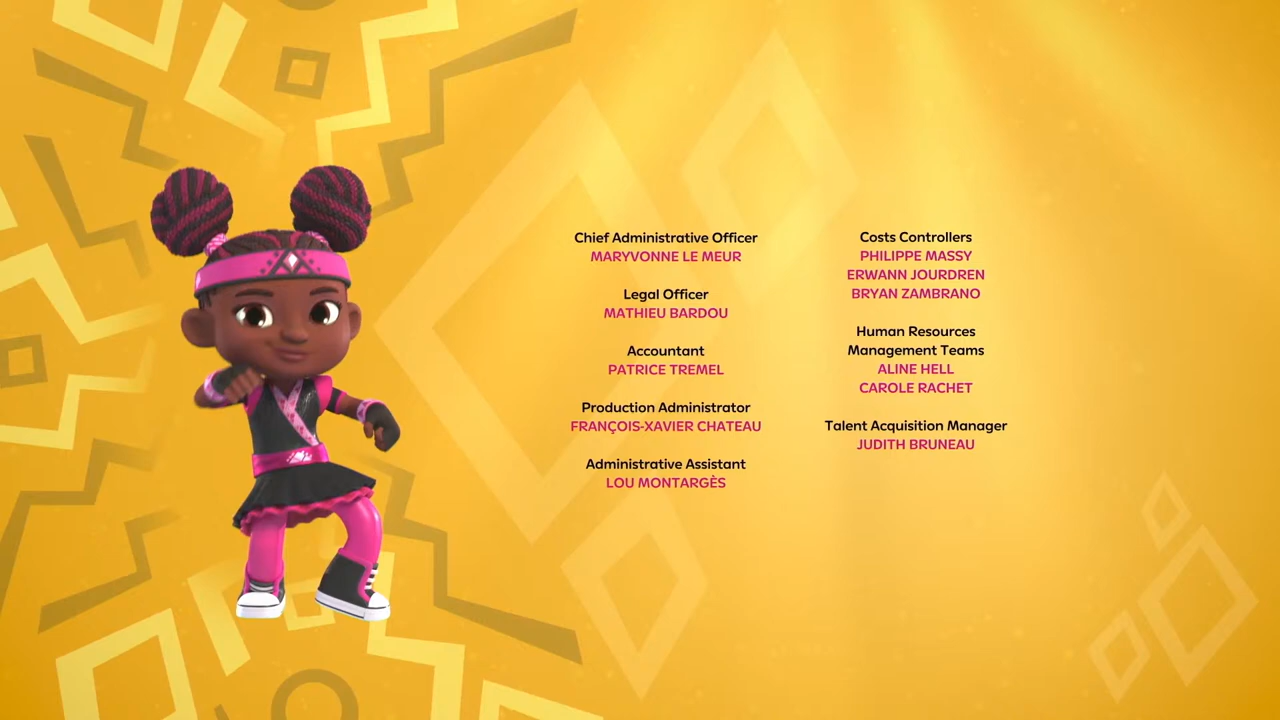 Chief Administrative Officer
MARYVONNE LE MEUR
Legal Officer
MATHIEU BARDOU
Accountant
PATRICE TREMEL
Production Administrator
FRANÇOIS-XAVIER CHATEAU
Administrative Assistant
LOU MONTARGÈS
Costs Controllers
PHILIPPE MASSY
ERWANN JOURDREN
BRYAN ZAMBRANO
Human Resources
Management Teams
ALINE HELL
CAROLE RACHET
Talent Acquisition Manager
JUDITH BRUNEAU